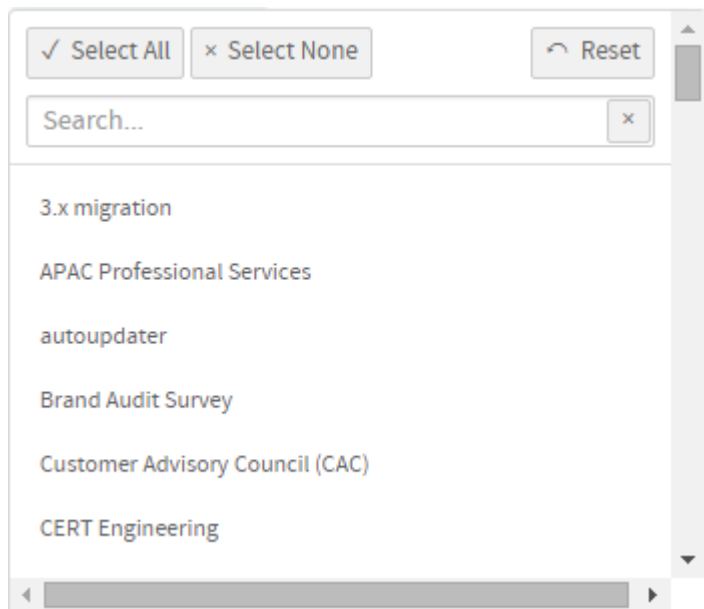 ✓ Select All × Select None Reset
Search... ×
3.x migration
APAC Professional Services
autoupdater
Brand Audit Survey
Customer Advisory Council (CAC)
CERT Engineering